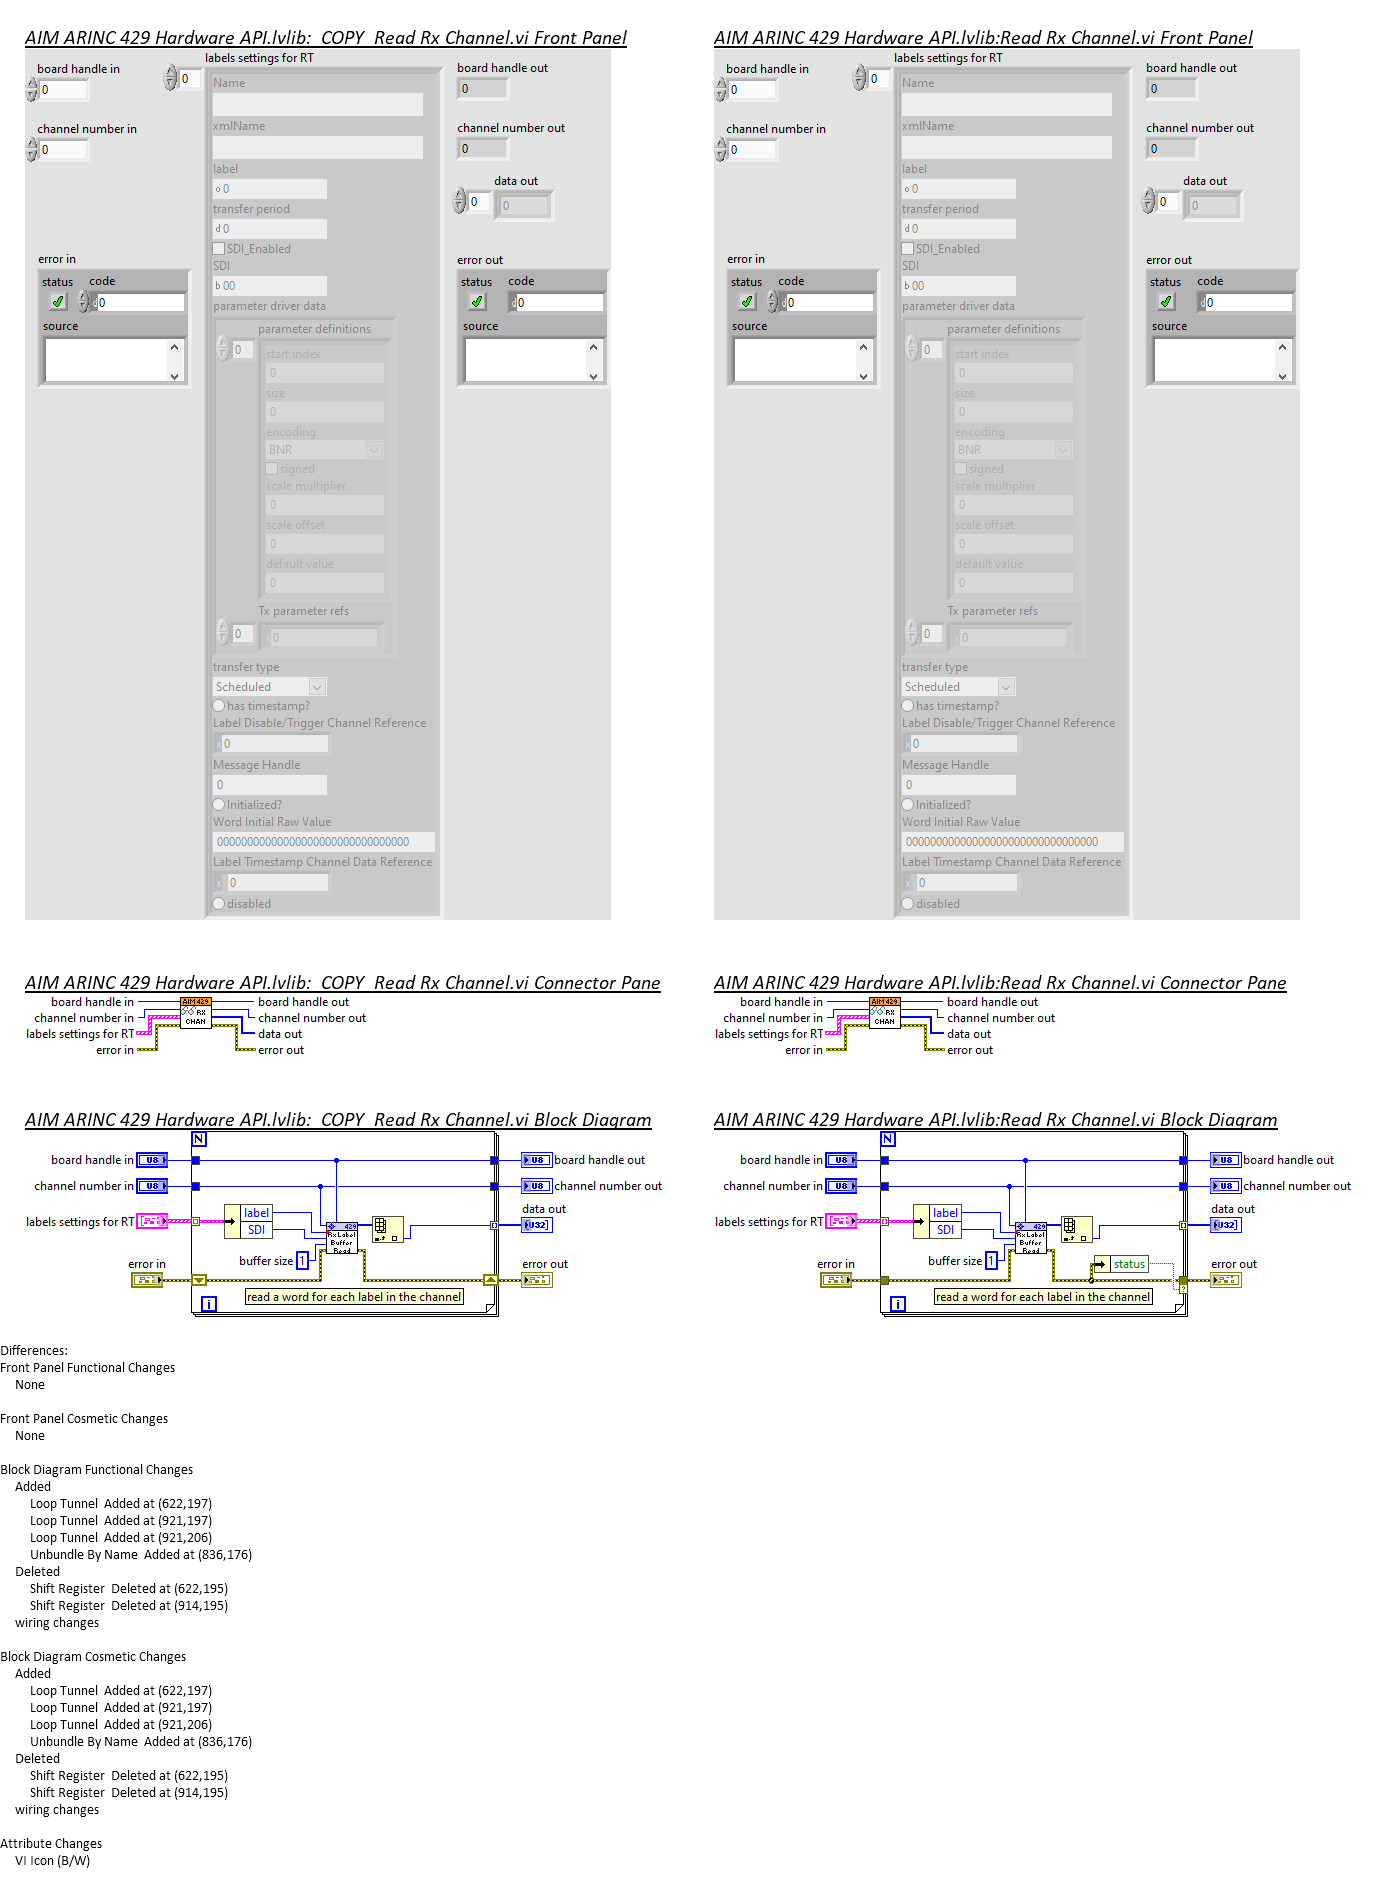 AIM ARINC 429 Hardware API.lvlib:  COPY  Read Rx Channel.vi Front Panel
labels settings for RT
board handle in
0
0
channel number in
0
Name
xmlName
label
o 0
transfer period
d 0
SDI_Enabled
SDI
b 00
parameter driver data
parameter definitions
0
start index
0
size
0
encoding
BNR
signed
scale multiplier
0
scale offset
0
default value
0
Tx parameter refs
0
x 0
transfer type
Scheduled
has timestamp?
Label Disable/Trigger Channel Reference
x 0
Message Handle
0
Initialized?
Word Initial Raw Value
00000000000000000000000000000000
Label Timestamp Channel Data Reference
x 0
disabled
error in
status code
d 0
source
board handle out
0
channel number out
0
data out
0 0
error out
status code
d 0
source
AIM ARINC 429 Hardware API.lvlib:Read Rx Channel.vi Front Panel
labels settings for RT
board handle in
0
0
channel number in
0
Name
xmlName
label
o 0
transfer period
d 0
SDI_Enabled
SDI
b 00
parameter driver data
parameter definitions
0
start index
0
size
0
encoding
BNR
signed
scale multiplier
0
scale offset
0
default value
0
Tx parameter refs
0
x 0
transfer type
Scheduled
has timestamp?
Label Disable/Trigger Channel Reference
x 0
Message Handle
0
Initialized?
Word Initial Raw Value
00000000000000000000000000000000
Label Timestamp Channel Data Reference
x 0
disabled
error in
status code
d 0
source
board handle out
0
channel number out
0
data out
0 0
error out
status code
d 0
source
AIM ARINC 429 Hardware API.lvlib:  COPY  Read Rx Channel.vi Connector Pane
board handle in
channel number in
labels settings for RT
error in
AIM429
RX
CHAN
board handle out
channel number out
data out
error out
AIM ARINC 429 Hardware API.lvlib:Read Rx Channel.vi Connector Pane
board handle in
channel number in
labels settings for RT
error in
AIM429
RX
CHAN
board handle out
channel number out
data out
error out
AIM ARINC 429 Hardware API.lvlib:  COPY  Read Rx Channel.vi Block Diagram
N
board handle in U8
U8 board handle out
channel number in U8
U8 channel number out
labels settings for RT
label
SDI
429
Rx Label
Buffer
Read
data out
U32]
buffer size 1
error in
error out
read a word for each label in the channel
i
AIM ARINC 429 Hardware API.lvlib:Read Rx Channel.vi Block Diagram
N
board handle in U8
U8 board handle out
channel number in U8
U8 channel number out
labels settings for RT
label
SDI
429
Rx Label
Buffer
Read
data out
U32]
buffer size 1
status
error in
error out
?
read a word for each label in the channel
i
Differences:
Front Panel Functional Changes
None
Front Panel Cosmetic Changes
None
Block Diagram Functional Changes
Added
Loop Tunnel  Added at (622,197)
Loop Tunnel  Added at (921,197)
Loop Tunnel  Added at (921,206)
Unbundle By Name  Added at (836,176)
Deleted
Shift Register  Deleted at (622,195)
Shift Register  Deleted at (914,195)
wiring changes
Block Diagram Cosmetic Changes
Added
Loop Tunnel  Added at (622,197)
Loop Tunnel  Added at (921,197)
Loop Tunnel  Added at (921,206)
Unbundle By Name  Added at (836,176)
Deleted
Shift Register  Deleted at (622,195)
Shift Register  Deleted at (914,195)
wiring changes
Attribute Changes
VI Icon (B/W)